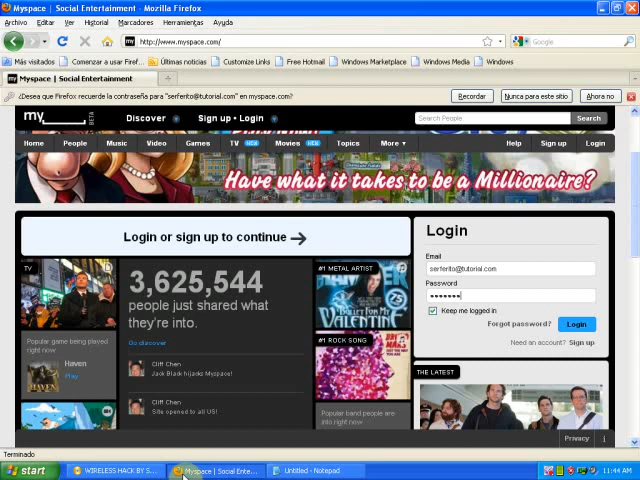 Myspace | Social Entertainment - Mozilla Firefox
Archivo Editar Ver Historial Marcadores Herramientas Ayuda
http://www.myspace.com/
Google
Más visitados Comenzar a usar Firef... Últimas noticias Customize Links Free Hotmail Windows Marketplace Windows Media Windows
my Myspace | Social Entertainment
¿Desea que Firefox recuerde la contraseña para "serferito@tutorial.com" en myspace.com? Recordar Nunca para este sitio Ahora no
my BETA Discover Sign up • Login Search People Search
Home People Music Video Games TV NEW Movies NEW Topics More Help Sign up Login
Have what it takes to be a Millionaire?
Login or sign up to continue
Login
Email
serferito@tutorial.com
Password
•••••••
Keep me logged in
Forgot password? Login
Need an account? Sign up
TV
3,625,544
people just shared what
they're into.
Go discover
Cliff Chen
Jack Black hijacks Myspace!
Cliff Chen
Site opened to all US!
Popular game being played
right now
Haven
Play
HAVEN
#1 METAL ARTIST
BULLET FOR MY
VALENTINE
#1 ROCK SONG
Popular band people are
into right now
THE LATEST
Privacy
Terminado
start WIRELESS HACK BY S... Myspace | Social Ente... Untitled - Notepad 11:44 AM